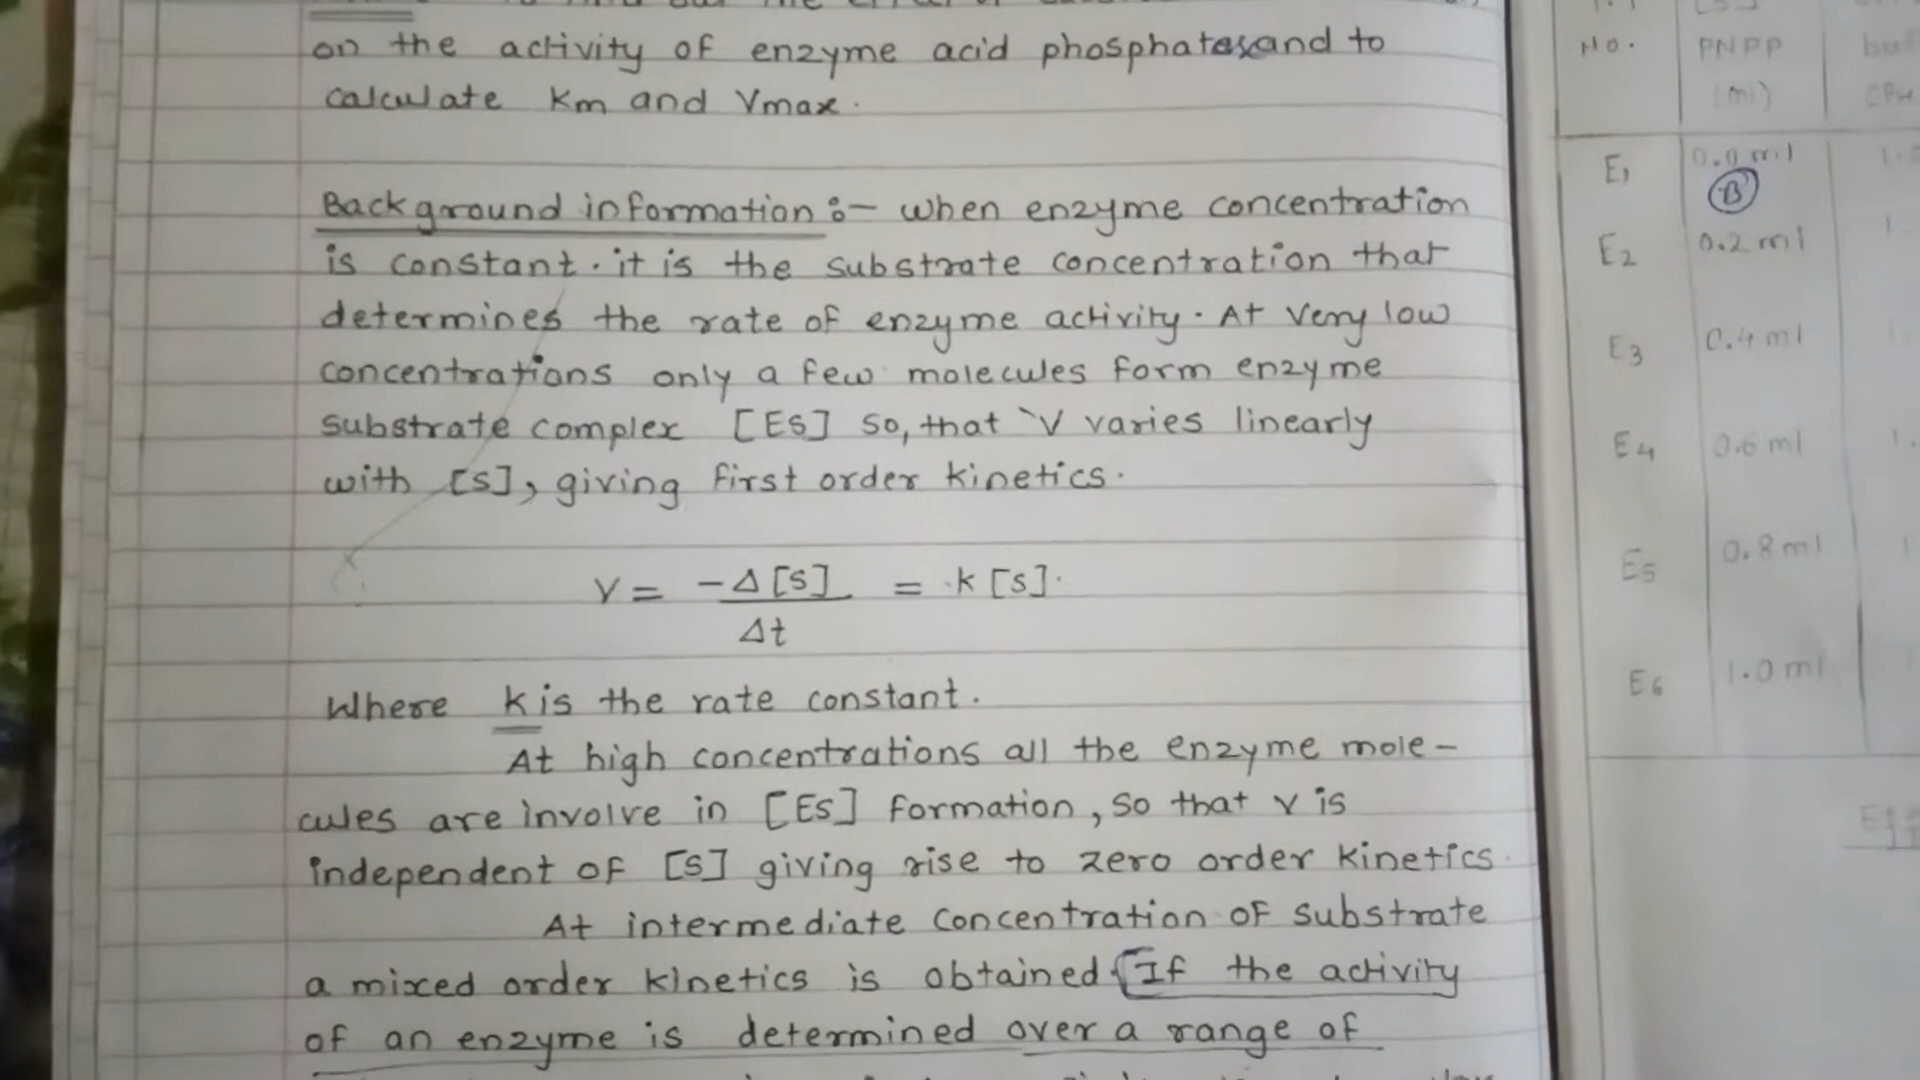 on the activity of enzyme acid phosphatase and to
calculate Km and Vmax.
Background information :- when enzyme concentration
is constant. it is the substrate concentration that
determines the rate of enzyme activity. At very low
concentrations only a few molecules form enzyme
substrate complex [Es] so, that V varies linearly
with [s], giving first order kinetics.
V = -Δ[s] / Δt = k [s].
Where k is the rate constant.
At high concentrations all the enzyme mole-
cules are involve in [Es] formation, so that v is
independent of [s] giving rise to zero order kinetics.
At intermediate concentration of substrate
a mixed order kinetics is obtained. [If the activity
of an enzyme is determined over a range of
No. PNPP
(ml)
E1 0.0 ml
B
E2 0.2 ml
E3 0.4 ml
E4 0.6 ml
E5 0.8 ml
E6 1.0 ml